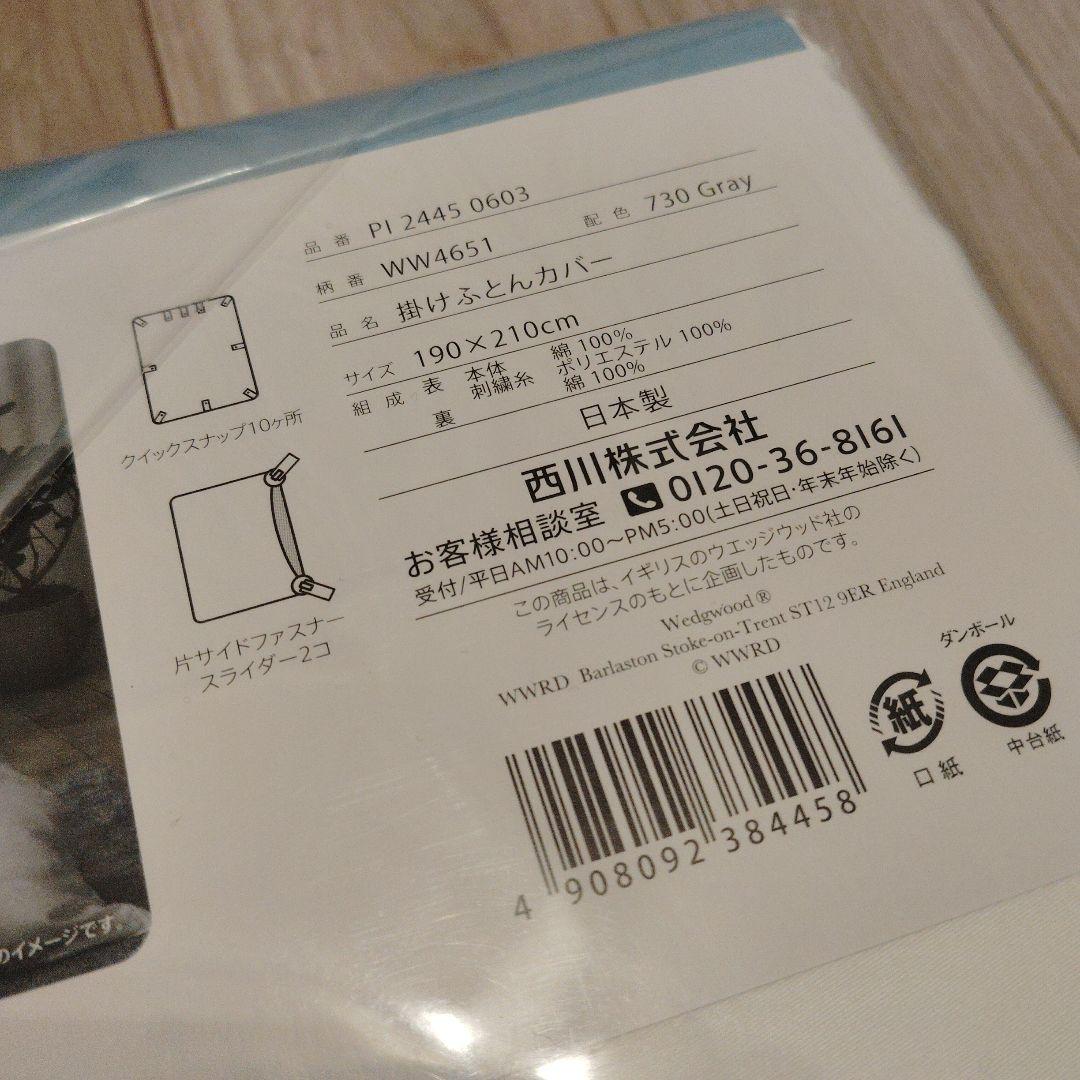 品番 PI 2445 0603
柄番 WW4651 配色 730 Gray
品名 掛けふとんカバー
サイズ 190×210cm
組成 表 本体 綿 100%
刺繍糸 ポリエステル 100%
裏 綿 100%
日本製
西川株式会社
お客様相談室 0120-36-8161
受付/平日AM10:00〜PM5:00(土日祝日・年末年始除く)
この商品は、イギリスのウエッジウッド社の
ライセンスのもとに企画したものです。
Wedgwood®
WWRD Barlaston Stoke-on-Trent ST12 9ER England
© WWRD
4 908092 384458
紙
口紙
ダンボール
中台紙
クイックスナップ10ヶ所
片サイドファスナー
スライダー2コ
のイメージです。